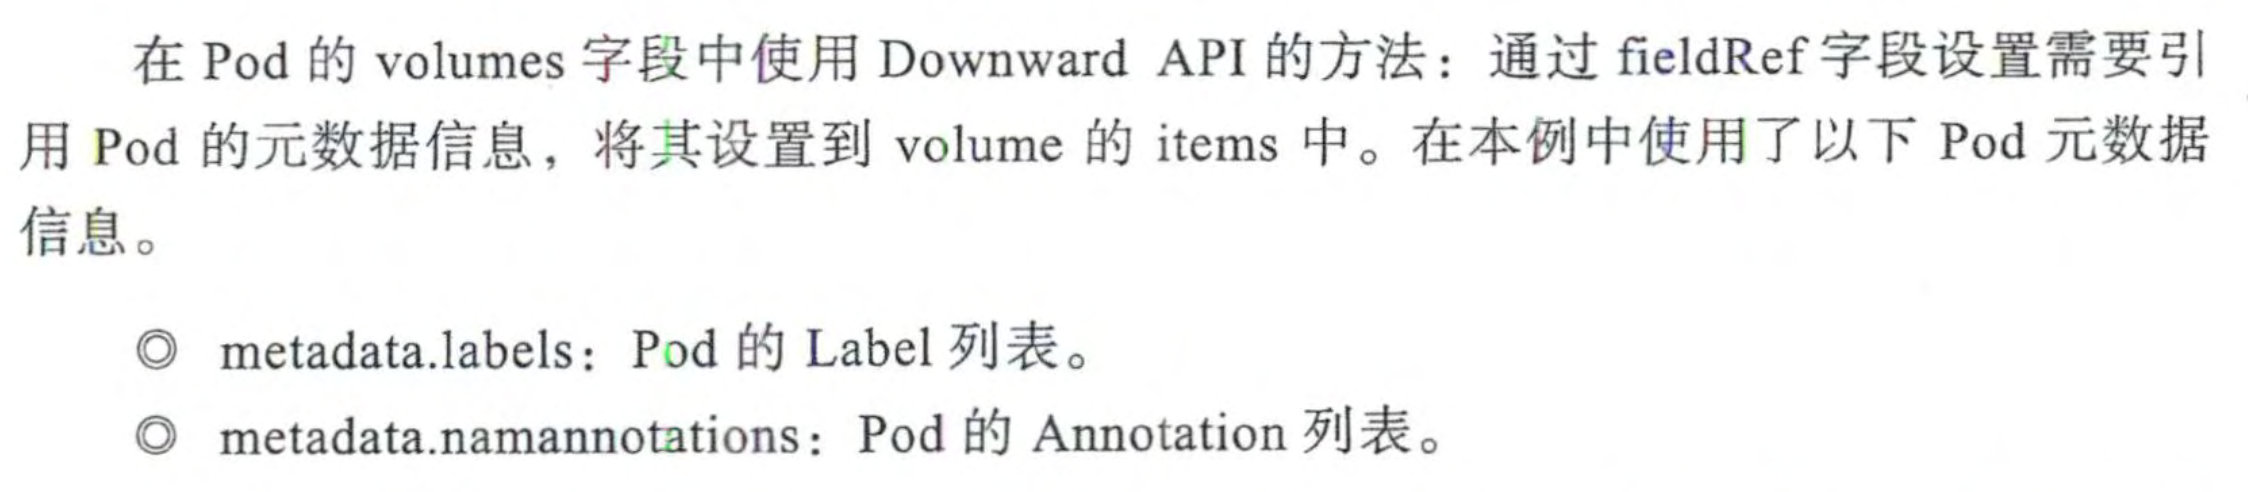 在 Pod 的 volumes 字段中使用 Downward API 的方法：通过 fieldRef 字段设置需要引
用 Pod 的元数据信息，将其设置到 volume 的 items 中。在本例中使用了以下 Pod 元数据
信息。
◎ metadata.labels：Pod 的 Label 列表。
◎ metadata.namannotations：Pod 的 Annotation 列表。